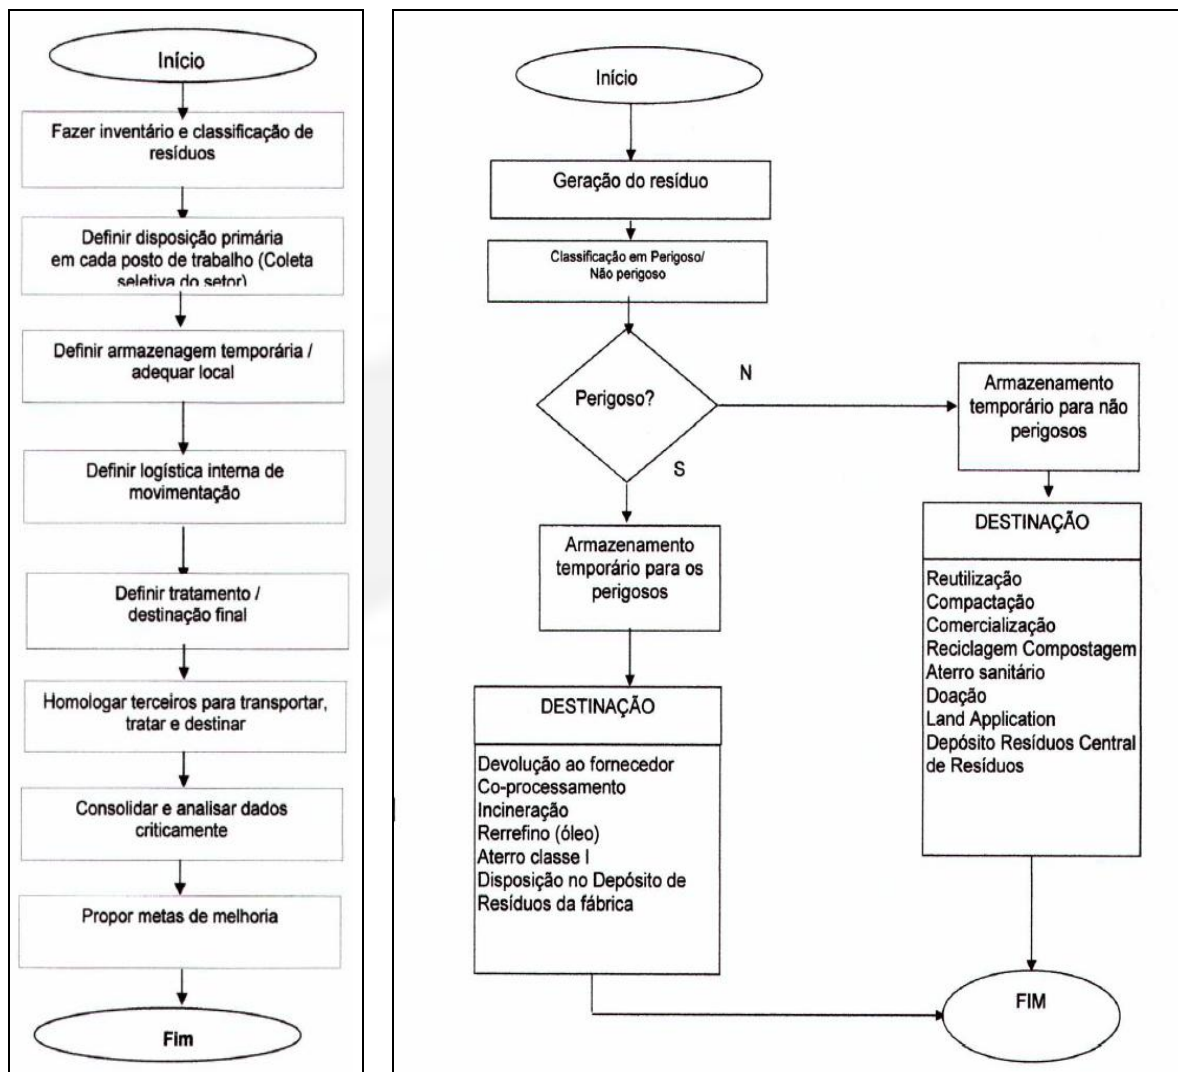 Início
Fazer inventário e classificação de
resíduos
Definir disposição primária
em cada posto de trabalho (Coleta
seletiva do setor)
Definir armazenagem temporária /
adequar local
Definir logística interna de
movimentação
Definir tratamento /
destinação final
Homologar terceiros para transportar,
tratar e destinar
Consolidar e analisar dados
criticamente
Propor metas de melhoria
Fim
Início
Geração do resíduo
Classificação em Perigoso/
Não perigoso
Perigoso?
N
S
Armazenamento
temporário para não
perigosos
DESTINAÇÃO
Reutilização
Compactação
Comercialização
Reciclagem Compostagem
Aterro sanitário
Doação
Land Application
Depósito Resíduos Central
de Resíduos
Armazenamento
temporário para os
perigosos
DESTINAÇÃO
Devolução ao fornecedor
Co-processamento
Incineração
Rerrefino (óleo)
Aterro classe I
Disposição no Depósito de
Resíduos da fábrica
FIM